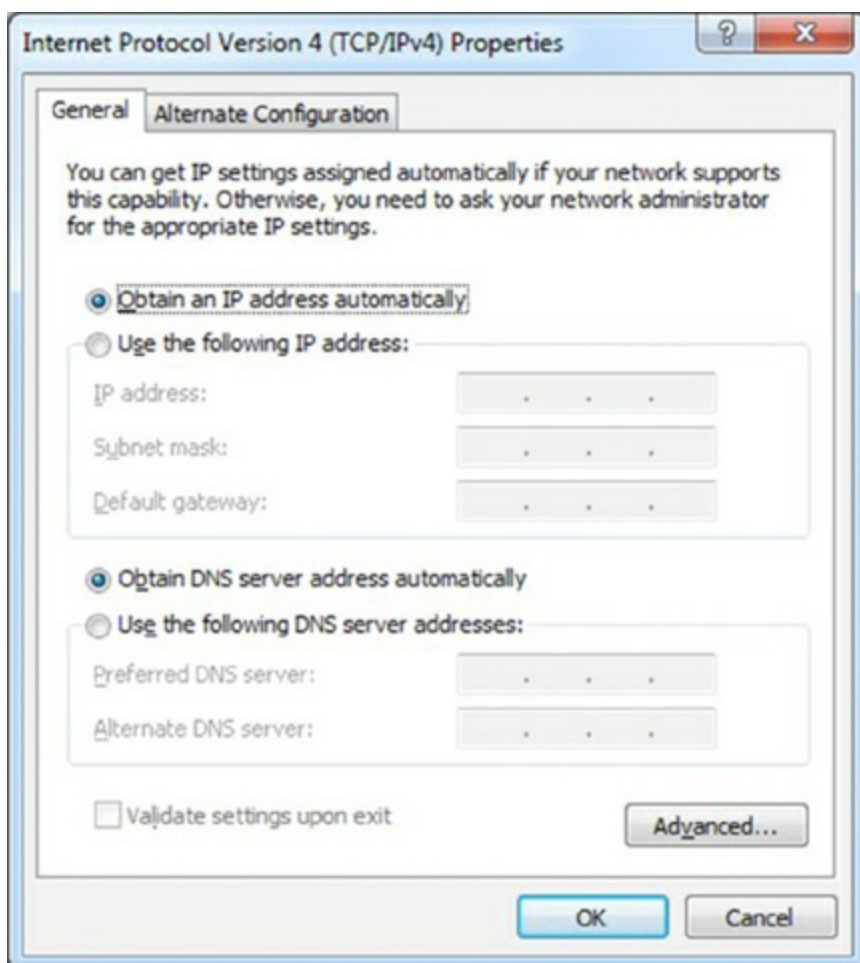 Internet Protocol Version 4 (TCP/IPv4) Properties
General
Alternate Configuration
You can get IP settings assigned automatically if your network supports
this capability. Otherwise, you need to ask your network administrator
for the appropriate IP settings.
Obtain an IP address automatically
Use the following IP address:
IP address:
Subnet mask:
Default gateway:
Obtain DNS server address automatically
Use the following DNS server addresses:
Preferred DNS server:
Alternate DNS server:
Validate settings upon exit
Advanced...
OK
Cancel